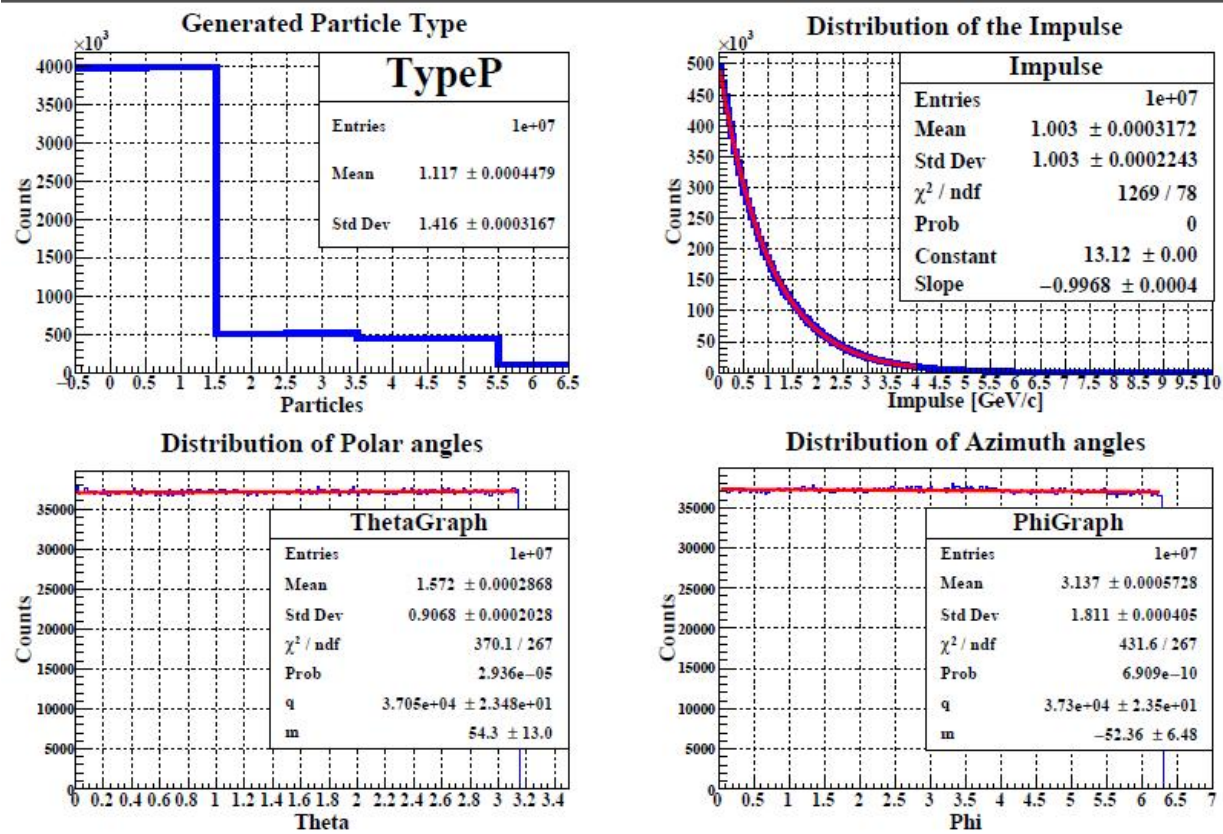 Generated Particle Type
×10³
Counts
4000
3500
3000
2500
2000
1500
1000
500
0
TypeP
Entries 1e+07
Mean 1.117 ± 0.0004479
Std Dev 1.416 ± 0.0003167
−0.5 0 0.5 1 1.5 2 2.5 3 3.5 4 4.5 5 5.5 6 6.5
Particles
Distribution of the Impulse
×10³
Counts
500
450
400
350
300
250
200
150
100
50
0
Impulse
Entries 1e+07
Mean 1.003 ± 0.0003172
Std Dev 1.003 ± 0.0002243
χ² / ndf 1269 / 78
Prob 0
Constant 13.12 ± 0.00
Slope −0.9968 ± 0.0004
0 0.5 1 1.5 2 2.5 3 3.5 4 4.5 5 5.5 6 6.5 7 7.5 8 8.5 9 9.5 10
Impulse [GeV/c]
Distribution of Polar angles
Counts
35000
30000
25000
20000
15000
10000
5000
0
ThetaGraph
Entries 1e+07
Mean 1.572 ± 0.0002868
Std Dev 0.9068 ± 0.0002028
χ² / ndf 370.1 / 267
Prob 2.936e−05
q 3.705e+04 ± 2.348e+01
m 54.3 ± 13.0
0 0.2 0.4 0.6 0.8 1 1.2 1.4 1.6 1.8 2 2.2 2.4 2.6 2.8 3 3.2 3.4
Theta
Distribution of Azimuth angles
Counts
35000
30000
25000
20000
15000
10000
5000
0
PhiGraph
Entries 1e+07
Mean 3.137 ± 0.0005728
Std Dev 1.811 ± 0.000405
χ² / ndf 431.6 / 267
Prob 6.909e−10
q 3.73e+04 ± 2.35e+01
m −52.36 ± 6.48
0 0.5 1 1.5 2 2.5 3 3.5 4 4.5 5 5.5 6 6.5 7
Phi